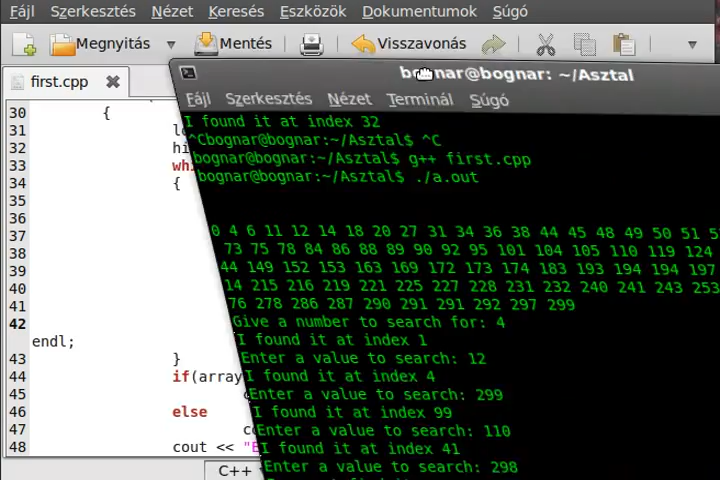 Fájl Szerkesztés Nézet Keresés Eszközök Dokumentumok Súgó
Megnyitás Mentés Visszavonás
first.cpp
bognar@bognar: ~/Asztal
Fájl Szerkesztés Nézet Terminál Súgó
30 {
31
32 hi
33 whi
34 {
35
36
37
38
39
40
41
42
endl;
43 }
44 if(array
45
46 else
47
48 cout << "E
C++
I found it at index 32
^Cbognar@bognar:~/Asztal$ ^C
bognar@bognar:~/Asztal$ g++ first.cpp
bognar@bognar:~/Asztal$ ./a.out
0 4 6 11 12 14 18 20 27 31 34 36 38 44 45 48 49 50 51
73 75 78 84 86 88 89 90 92 95 101 104 105 110 119 124
44 149 152 153 163 169 172 173 174 183 193 194 194 197
14 215 216 219 221 225 227 228 231 232 240 241 243 253
76 278 286 287 290 291 291 292 297 299
Give a number to search for: 4
I found it at index 1
Enter a value to search: 12
I found it at index 4
Enter a value to search: 299
I found it at index 99
Enter a value to search: 110
I found it at index 41
Enter a value to search: 298